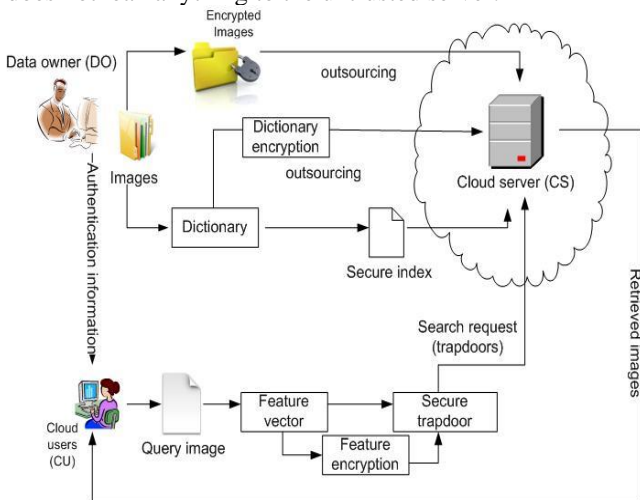 Encrypted
Images
Data owner (DO)
outsourcing
Dictionary
encryption
outsourcing
Images
Cloud server (CS)
Authentication information
Dictionary
Secure index
Retrieved images
Search request
(trapdoors)
Feature
vector
Secure
trapdoor
Cloud
users
(CU)
Query image
Feature
encryption